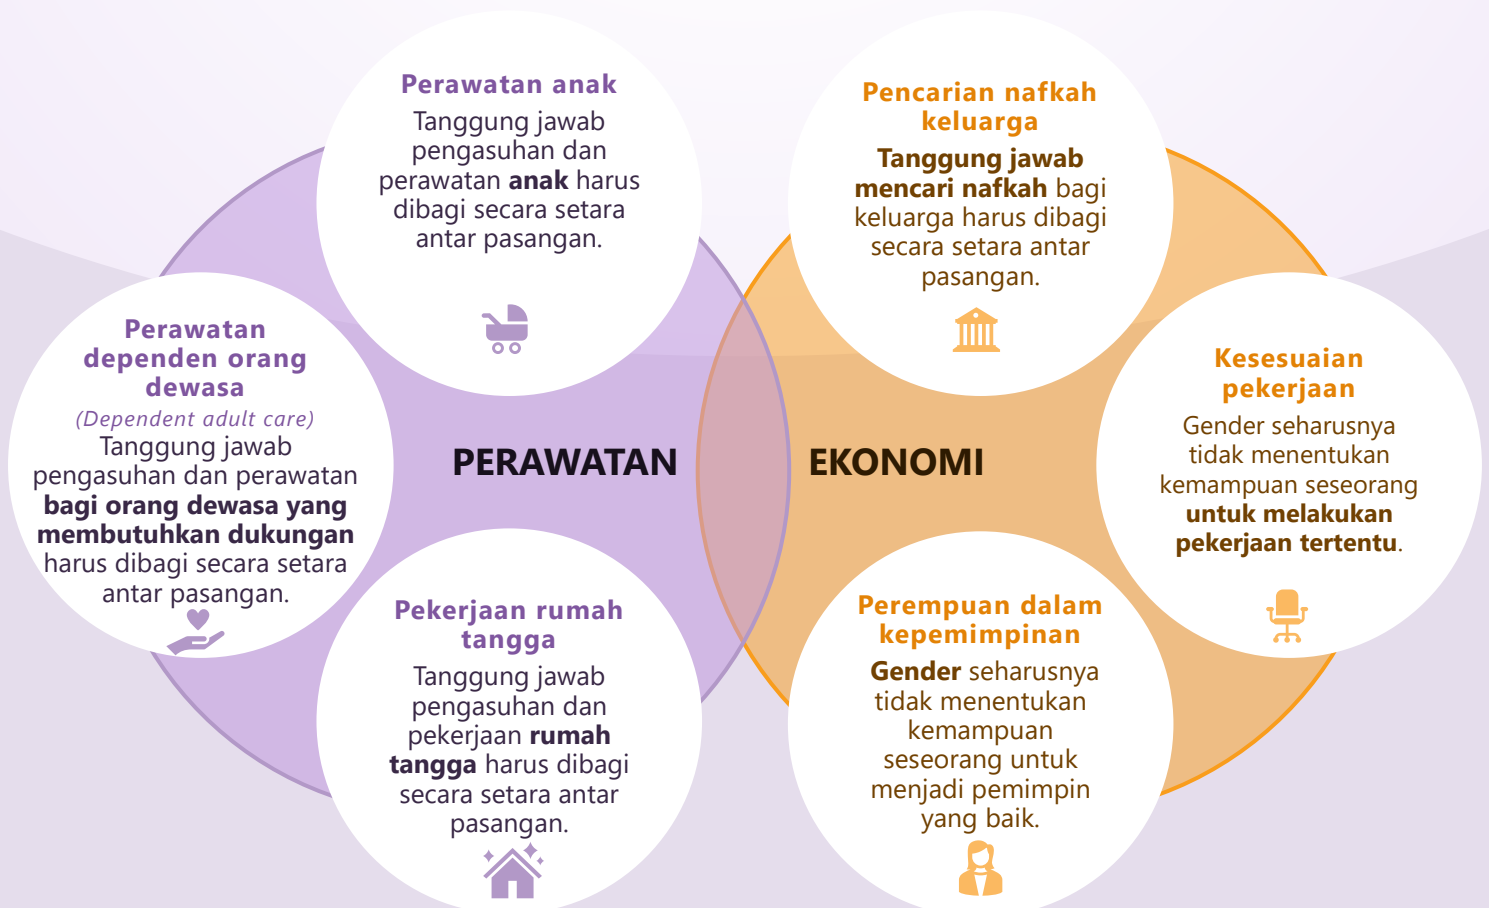 Perawatan anak
Tanggung jawab
pengasuhan dan
perawatan anak harus
dibagi secara setara
antar pasangan.
Perawatan
dependen orang
dewasa
(Dependent adult care)
Tanggung jawab
pengasuhan dan perawatan
bagi orang dewasa yang
membutuhkan dukungan
harus dibagi secara setara
antar pasangan.
Pekerjaan rumah
tangga
Tanggung jawab
pengasuhan dan
pekerjaan rumah
tangga harus dibagi
secara setara antar
pasangan.
PERAWATAN
EKONOMI
Pencarian nafkah
keluarga
Tanggung jawab
mencari nafkah bagi
keluarga harus dibagi
secara setara antar
pasangan.
Kesesuaian
pekerjaan
Gender seharusnya
tidak menentukan
kemampuan seseorang
untuk melakukan
pekerjaan tertentu.
Perempuan dalam
kepemimpinan
Gender seharusnya
tidak menentukan
kemampuan
seseorang untuk
menjadi pemimpin
yang baik.